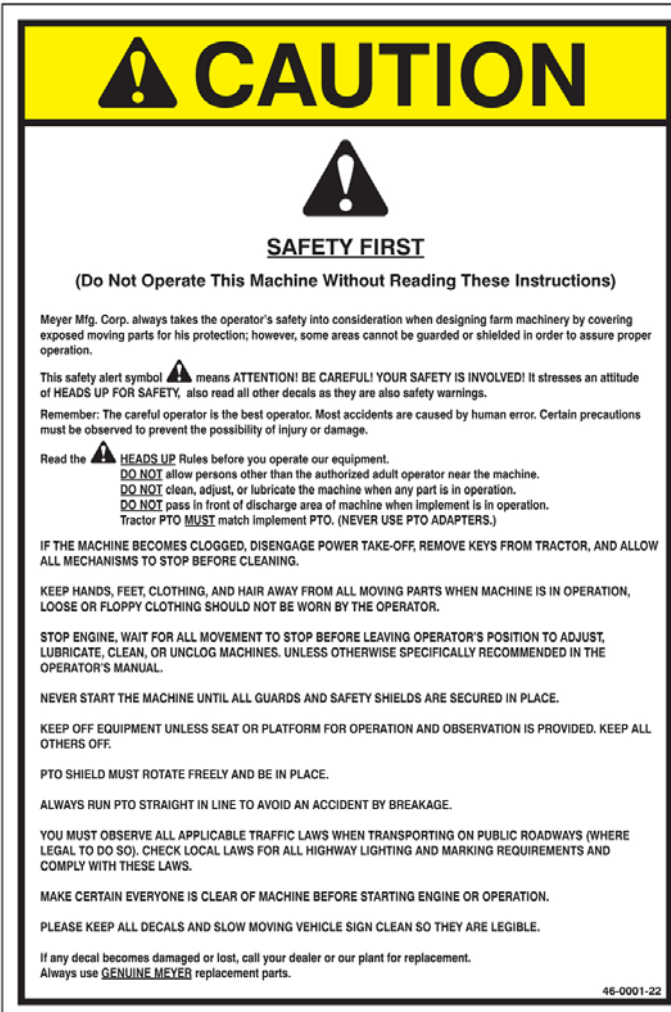 CAUTION
SAFETY FIRST
(Do Not Operate This Machine Without Reading These Instructions)
Meyer Mfg. Corp. always takes the operator's safety into consideration when designing farm machinery by covering
exposed moving parts for his protection; however, some areas cannot be guarded or shielded in order to assure proper
operation.
This safety alert symbol means ATTENTION! BE CAREFUL! YOUR SAFETY IS INVOLVED! It stresses an attitude
of HEADS UP FOR SAFETY, also read all other decals as they are also safety warnings.
Remember: The careful operator is the best operator. Most accidents are caused by human error. Certain precautions
must be observed to prevent the possibility of injury or damage.
Read the HEADS UP Rules before you operate our equipment.
DO NOT allow persons other than the authorized adult operator near the machine.
DO NOT clean, adjust, or lubricate the machine when any part is in operation.
DO NOT pass in front of discharge area of machine when implement is in operation.
Tractor PTO MUST match implement PTO. (NEVER USE PTO ADAPTERS.)
IF THE MACHINE BECOMES CLOGGED, DISENGAGE POWER TAKE-OFF, REMOVE KEYS FROM TRACTOR, AND ALLOW
ALL MECHANISMS TO STOP BEFORE CLEANING.
KEEP HANDS, FEET, CLOTHING, AND HAIR AWAY FROM ALL MOVING PARTS WHEN MACHINE IS IN OPERATION,
LOOSE OR FLOPPY CLOTHING SHOULD NOT BE WORN BY THE OPERATOR.
STOP ENGINE, WAIT FOR ALL MOVEMENT TO STOP BEFORE LEAVING OPERATOR'S POSITION TO ADJUST,
LUBRICATE, CLEAN, OR UNCLOG MACHINES. UNLESS OTHERWISE SPECIFICALLY RECOMMENDED IN THE
OPERATOR'S MANUAL.
NEVER START THE MACHINE UNTIL ALL GUARDS AND SAFETY SHIELDS ARE SECURED IN PLACE.
KEEP OFF EQUIPMENT UNLESS SEAT OR PLATFORM FOR OPERATION AND OBSERVATION IS PROVIDED. KEEP ALL
OTHERS OFF.
PTO SHIELD MUST ROTATE FREELY AND BE IN PLACE.
ALWAYS RUN PTO STRAIGHT IN LINE TO AVOID AN ACCIDENT BY BREAKAGE.
YOU MUST OBSERVE ALL APPLICABLE TRAFFIC LAWS WHEN TRANSPORTING ON PUBLIC ROADWAYS (WHERE
LEGAL TO DO SO). CHECK LOCAL LAWS FOR ALL HIGHWAY LIGHTING AND MARKING REQUIREMENTS AND
COMPLY WITH THESE LAWS.
MAKE CERTAIN EVERYONE IS CLEAR OF MACHINE BEFORE STARTING ENGINE OR OPERATION.
PLEASE KEEP ALL DECALS AND SLOW MOVING VEHICLE SIGN CLEAN SO THEY ARE LEGIBLE.
If any decal becomes damaged or lost, call your dealer or our plant for replacement.
Always use GENUINE MEYER replacement parts.
46-0001-22